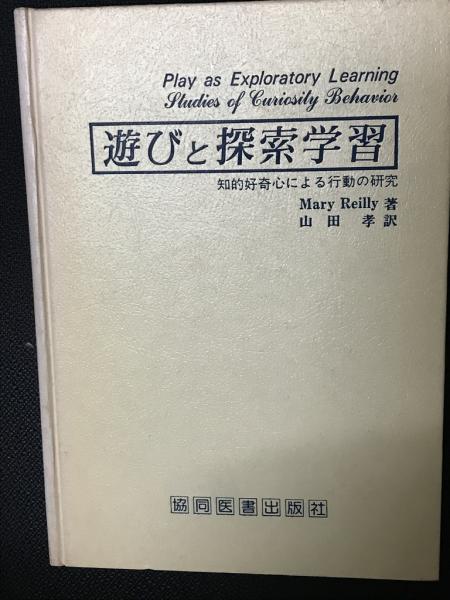 Play as Exploratory Learning
Studies of Curiosity Behavior
遊びと探索学習
知的好奇心による行動の研究
Mary Reilly 著
山田 孝 訳
協同医書出版社